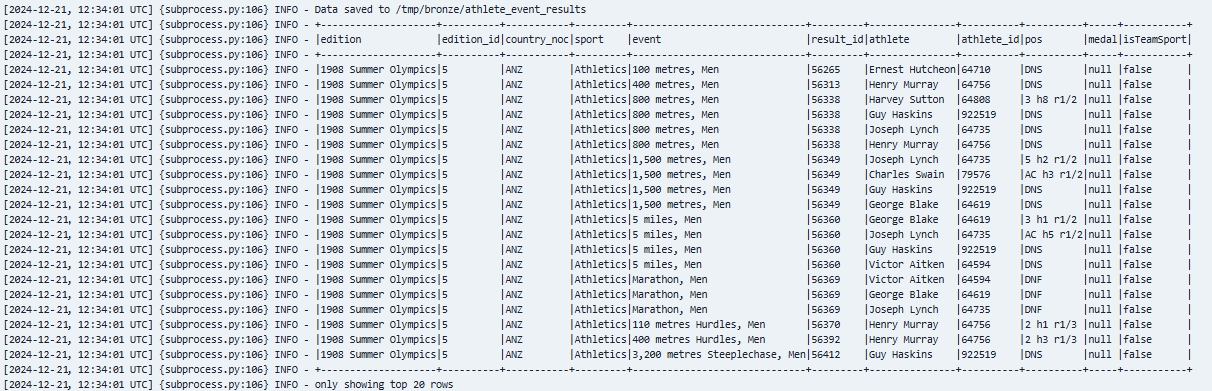 [2024-12-21, 12:34:01 UTC] {subprocess.py:106} INFO - Data saved to /tmp/bronze/athlete_event_results
[2024-12-21, 12:34:01 UTC] {subprocess.py:106} INFO - +--------------------+----------+-----------+---------+----------------------------+---------+---------------+----------+----------+-----+-----------+
[2024-12-21, 12:34:01 UTC] {subprocess.py:106} INFO - |edition             |edition_id|country_noc|sport    |event                       |result_id|athlete        |athlete_id|pos       |medal|isTeamSport|
[2024-12-21, 12:34:01 UTC] {subprocess.py:106} INFO - +--------------------+----------+-----------+---------+----------------------------+---------+---------------+----------+----------+-----+-----------+
[2024-12-21, 12:34:01 UTC] {subprocess.py:106} INFO - |1908 Summer Olympics|5         |ANZ        |Athletics|100 metres, Men             |56265    |Ernest Hutcheon|64710     |DNS       |null |false      |
[2024-12-21, 12:34:01 UTC] {subprocess.py:106} INFO - |1908 Summer Olympics|5         |ANZ        |Athletics|400 metres, Men             |56313    |Henry Murray   |64756     |DNS       |null |false      |
[2024-12-21, 12:34:01 UTC] {subprocess.py:106} INFO - |1908 Summer Olympics|5         |ANZ        |Athletics|800 metres, Men             |56338    |Harvey Sutton  |64808     |3 h8 r1/2 |null |false      |
[2024-12-21, 12:34:01 UTC] {subprocess.py:106} INFO - |1908 Summer Olympics|5         |ANZ        |Athletics|800 metres, Men             |56338    |Guy Haskins    |922519    |DNS       |null |false      |
[2024-12-21, 12:34:01 UTC] {subprocess.py:106} INFO - |1908 Summer Olympics|5         |ANZ        |Athletics|800 metres, Men             |56338    |Joseph Lynch   |64735     |DNS       |null |false      |
[2024-12-21, 12:34:01 UTC] {subprocess.py:106} INFO - |1908 Summer Olympics|5         |ANZ        |Athletics|800 metres, Men             |56338    |Henry Murray   |64756     |DNS       |null |false      |
[2024-12-21, 12:34:01 UTC] {subprocess.py:106} INFO - |1908 Summer Olympics|5         |ANZ        |Athletics|1,500 metres, Men           |56349    |Joseph Lynch   |64735     |5 h2 r1/2 |null |false      |
[2024-12-21, 12:34:01 UTC] {subprocess.py:106} INFO - |1908 Summer Olympics|5         |ANZ        |Athletics|1,500 metres, Men           |56349    |Charles Swain  |79576     |AC h3 r1/2|null |false      |
[2024-12-21, 12:34:01 UTC] {subprocess.py:106} INFO - |1908 Summer Olympics|5         |ANZ        |Athletics|1,500 metres, Men           |56349    |Guy Haskins    |922519    |DNS       |null |false      |
[2024-12-21, 12:34:01 UTC] {subprocess.py:106} INFO - |1908 Summer Olympics|5         |ANZ        |Athletics|1,500 metres, Men           |56349    |George Blake   |64619     |DNS       |null |false      |
[2024-12-21, 12:34:01 UTC] {subprocess.py:106} INFO - |1908 Summer Olympics|5         |ANZ        |Athletics|5 miles, Men                |56360    |George Blake   |64619     |3 h1 r1/2 |null |false      |
[2024-12-21, 12:34:01 UTC] {subprocess.py:106} INFO - |1908 Summer Olympics|5         |ANZ        |Athletics|5 miles, Men                |56360    |Joseph Lynch   |64735     |AC h5 r1/2|null |false      |
[2024-12-21, 12:34:01 UTC] {subprocess.py:106} INFO - |1908 Summer Olympics|5         |ANZ        |Athletics|5 miles, Men                |56360    |Guy Haskins    |922519    |DNS       |null |false      |
[2024-12-21, 12:34:01 UTC] {subprocess.py:106} INFO - |1908 Summer Olympics|5         |ANZ        |Athletics|5 miles, Men                |56360    |Victor Aitken  |64594     |DNS       |null |false      |
[2024-12-21, 12:34:01 UTC] {subprocess.py:106} INFO - |1908 Summer Olympics|5         |ANZ        |Athletics|Marathon, Men               |56369    |Victor Aitken  |64594     |DNF       |null |false      |
[2024-12-21, 12:34:01 UTC] {subprocess.py:106} INFO - |1908 Summer Olympics|5         |ANZ        |Athletics|Marathon, Men               |56369    |George Blake   |64619     |DNF       |null |false      |
[2024-12-21, 12:34:01 UTC] {subprocess.py:106} INFO - |1908 Summer Olympics|5         |ANZ        |Athletics|Marathon, Men               |56369    |Joseph Lynch   |64735     |DNF       |null |false      |
[2024-12-21, 12:34:01 UTC] {subprocess.py:106} INFO - |1908 Summer Olympics|5         |ANZ        |Athletics|110 metres Hurdles, Men     |56370    |Henry Murray   |64756     |2 h1 r1/3 |null |false      |
[2024-12-21, 12:34:01 UTC] {subprocess.py:106} INFO - |1908 Summer Olympics|5         |ANZ        |Athletics|400 metres Hurdles, Men     |56392    |Henry Murray   |64756     |2 h3 r1/3 |null |false      |
[2024-12-21, 12:34:01 UTC] {subprocess.py:106} INFO - |1908 Summer Olympics|5         |ANZ        |Athletics|3,200 metres Steeplechase, Men|56412    |Guy Haskins    |922519    |DNS       |null |false      |
[2024-12-21, 12:34:01 UTC] {subprocess.py:106} INFO - +--------------------+----------+-----------+---------+----------------------------+---------+---------------+----------+----------+-----+-----------+
[2024-12-21, 12:34:01 UTC] {subprocess.py:106} INFO - only showing top 20 rows